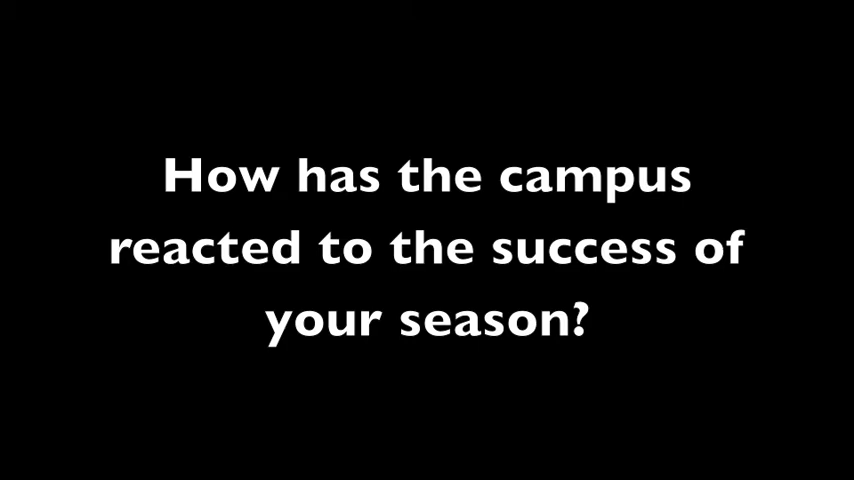 How has the campus
reacted to the success of
your season?